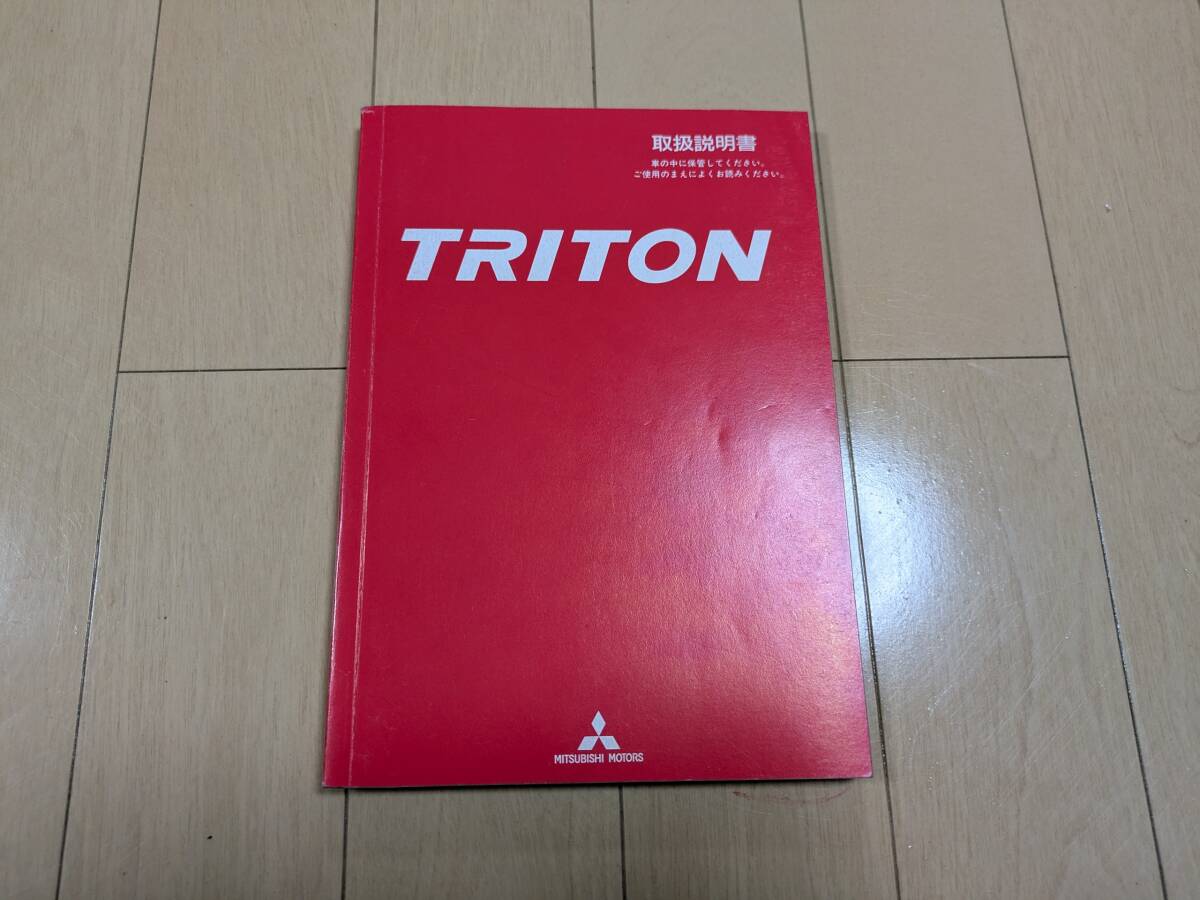 取扱説明書
車の中に保管してください。
ご使用のまえによくお読みください。
TRITON
MITSUBISHI MOTORS